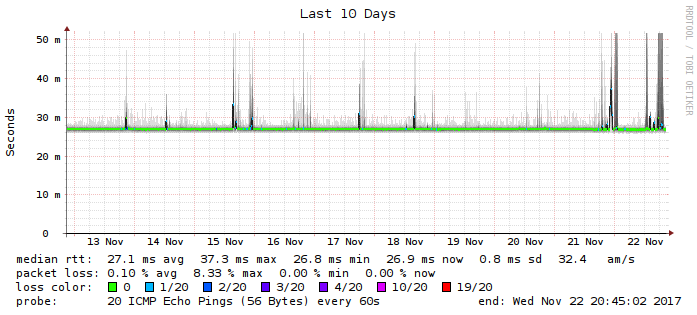 Last 10 Days
RRDTOOL / TOBI OETIKER
Seconds
50 m
40 m
30 m
20 m
10 m
0
13 Nov 14 Nov 15 Nov 16 Nov 17 Nov 18 Nov 19 Nov 20 Nov 21 Nov 22 Nov
median rtt: 27.1 ms avg 37.3 ms max 26.8 ms min 26.9 ms now 0.8 ms sd 32.4 am/s
packet loss: 0.10 % avg 8.33 % max 0.00 % min 0.00 % now
loss color: 0 1/20 2/20 3/20 4/20 10/20 19/20
probe: 20 ICMP Echo Pings (56 Bytes) every 60s end: Wed Nov 22 20:45:02 2017